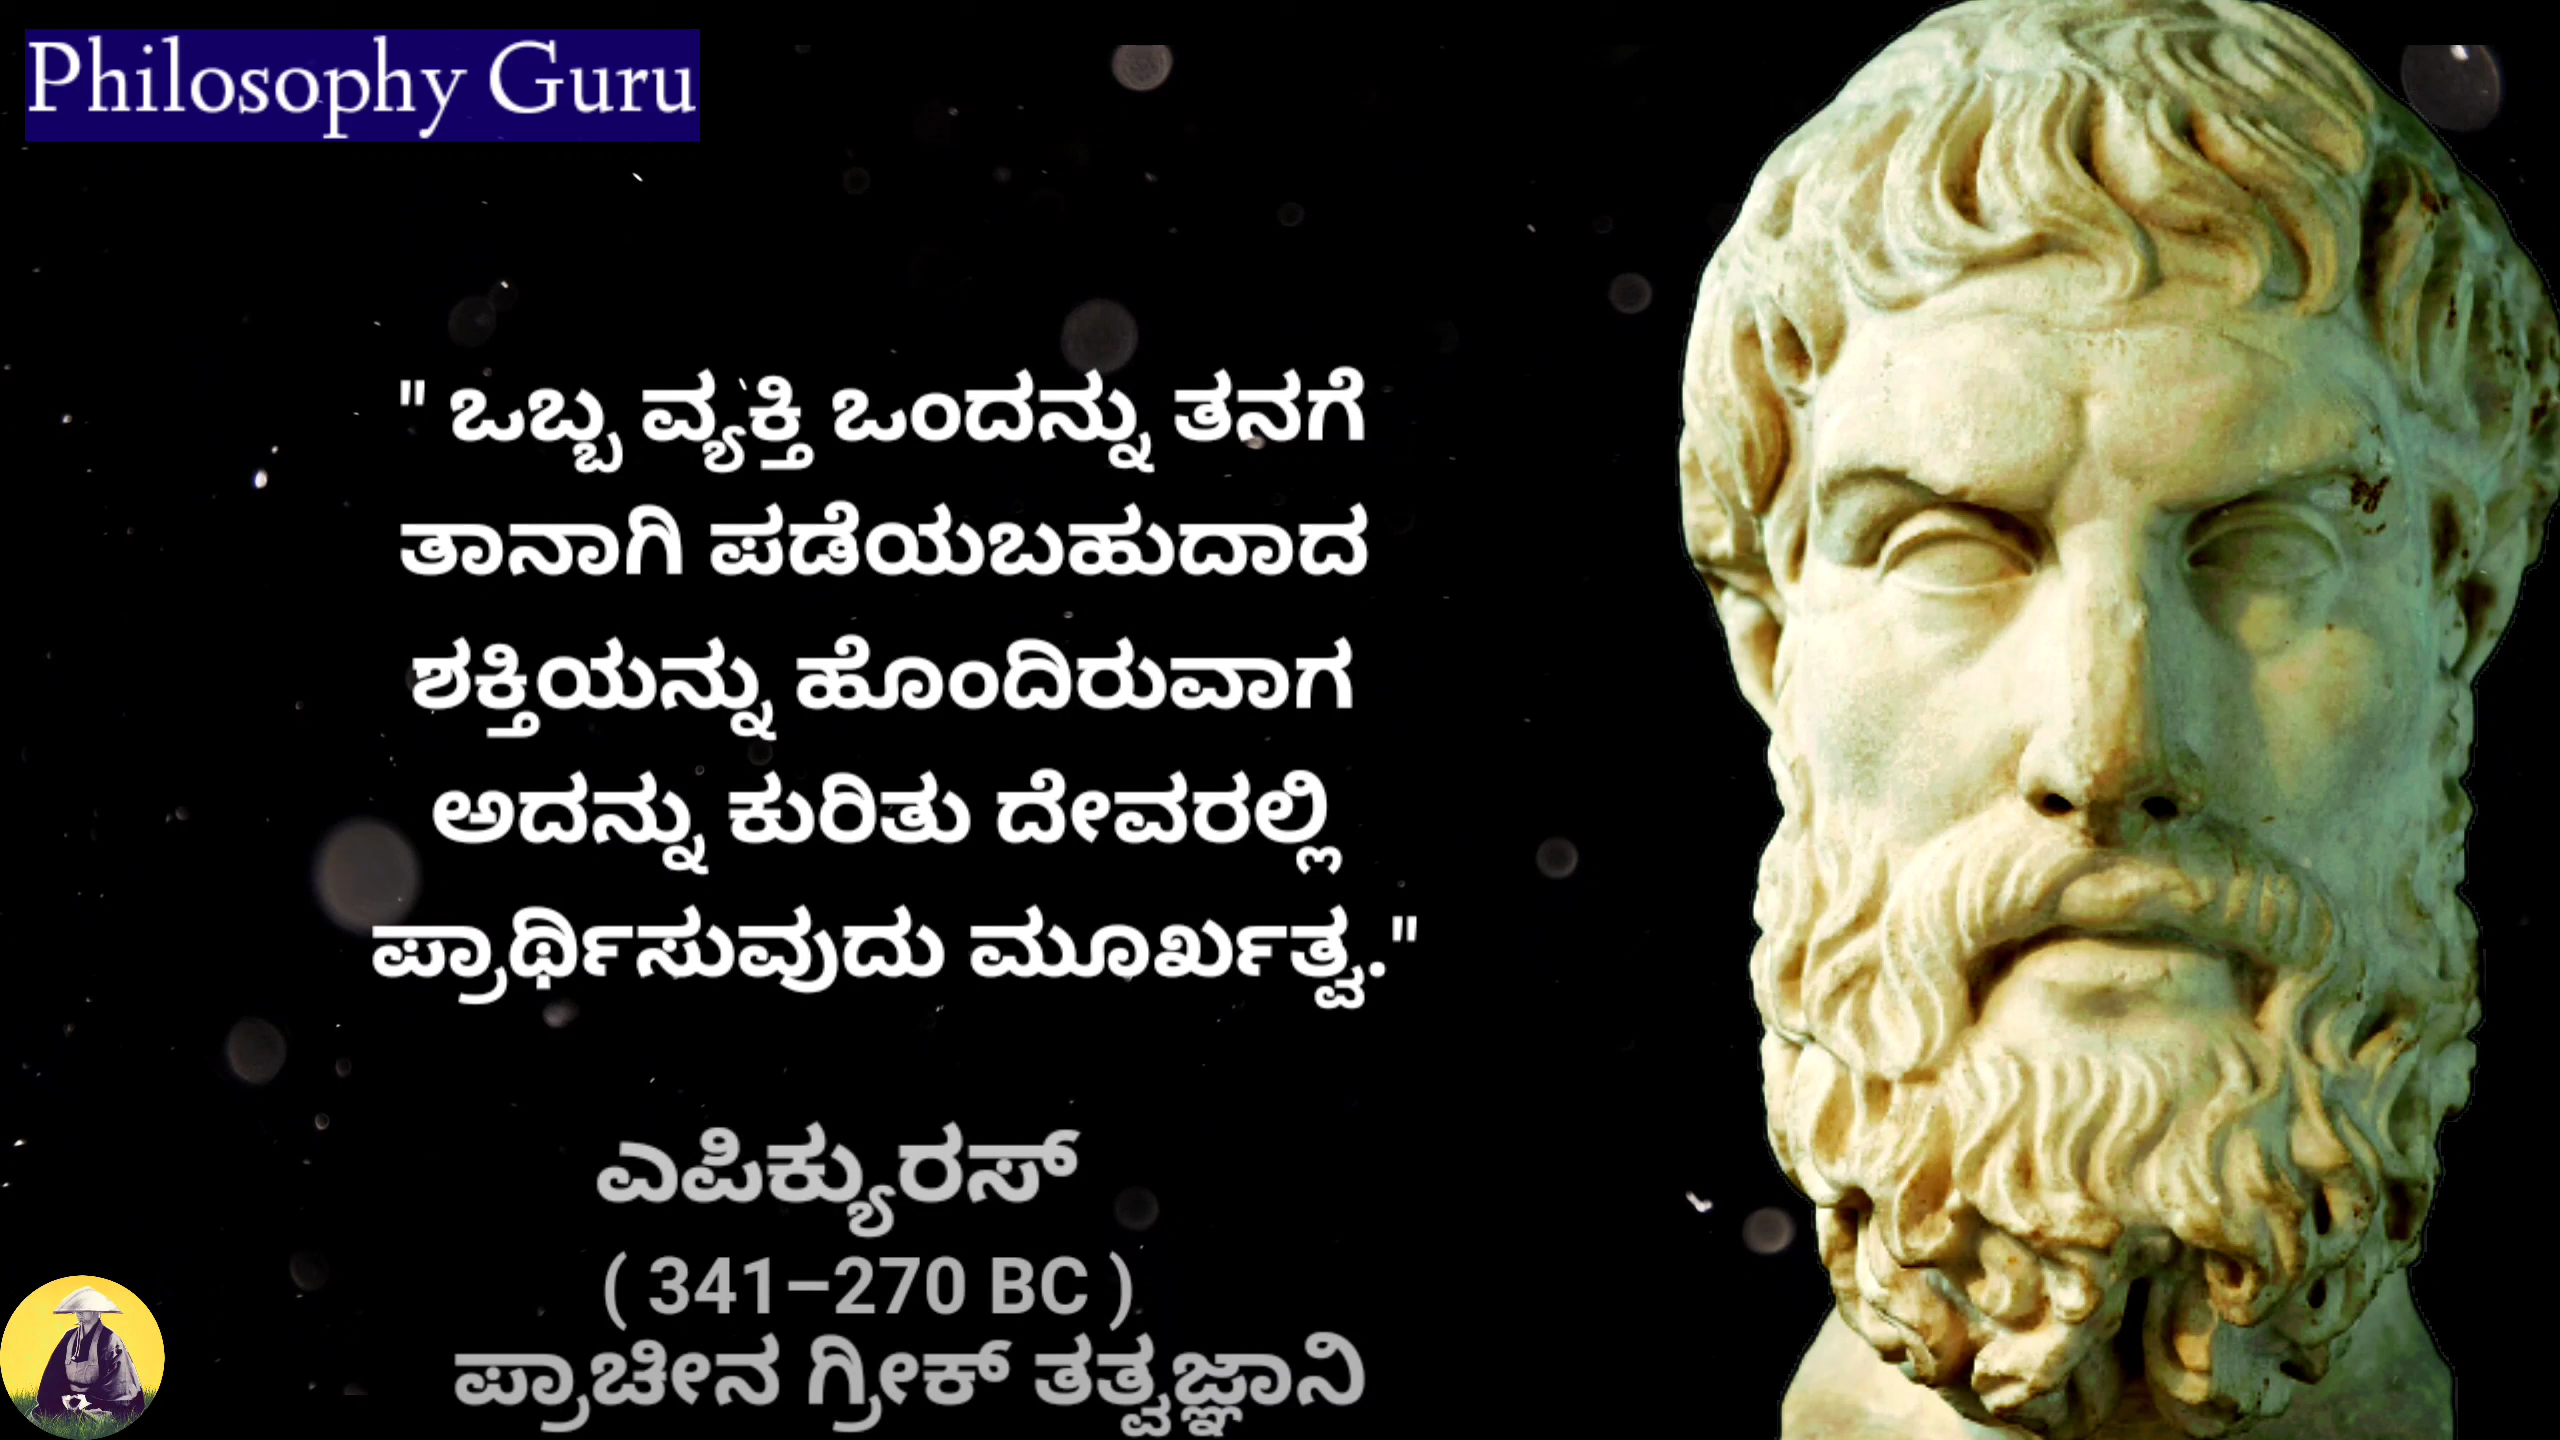 Philosophy Guru
" ಒಬ್ಬ ವ್ಯಕ್ತಿ ಒಂದನ್ನು ತನಗೆ
ತಾನಾಗಿ ಪಡೆಯಬಹುದಾದ
ಶಕ್ತಿಯನ್ನು ಹೊಂದಿರುವಾಗ
ಅದನ್ನು ಕುರಿತು ದೇವರಲ್ಲಿ
ಪ್ರಾರ್ಥಿಸುವುದು ಮೂರ್ಖತ್ವ."
ಎಪಿಕ್ಯುರಸ್
( 341–270 BC )
ಪ್ರಾಚೀನ ಗ್ರೀಕ್ ತತ್ವಜ್ಞಾನಿ